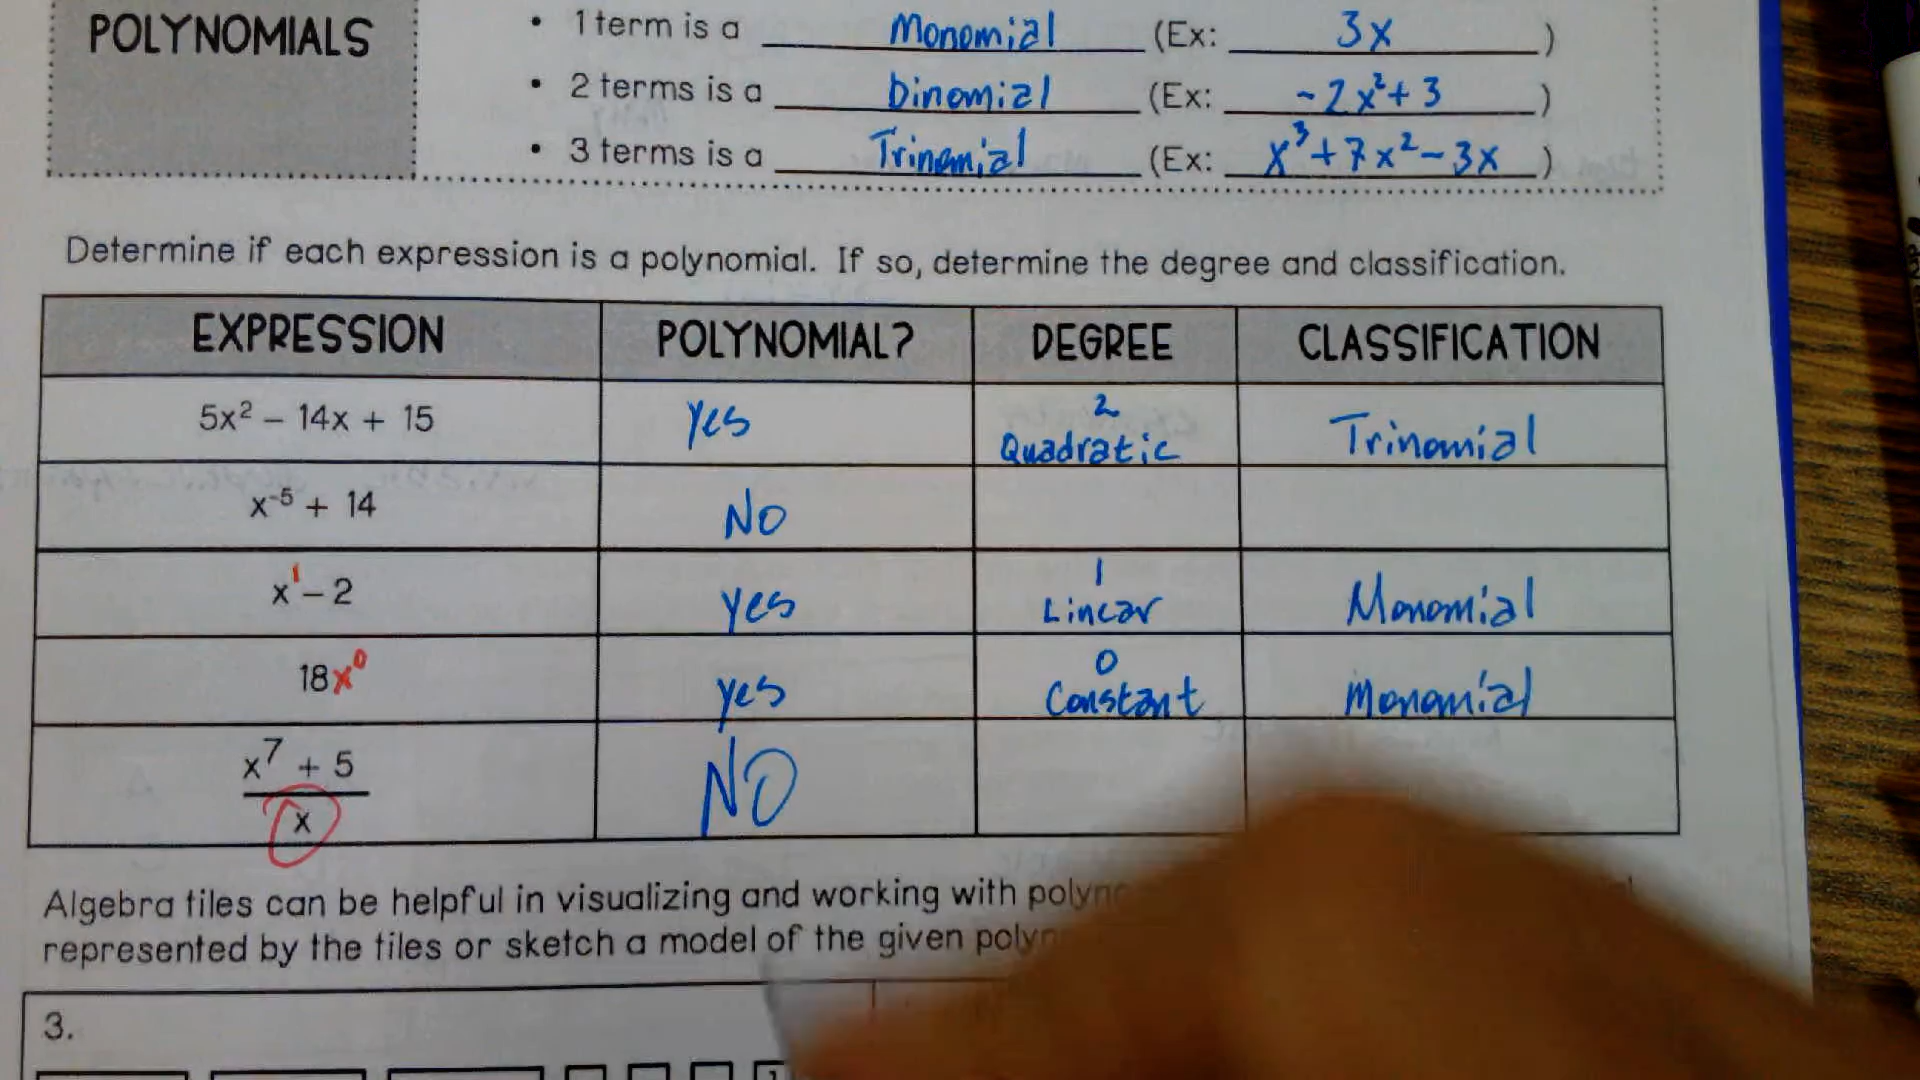 POLYNOMIALS
• 1 term is a Monomial (Ex: 3x )
• 2 terms is a binomial (Ex: -2x²+3 )
• 3 terms is a Trinomial (Ex: x³+7x²-3x )
Determine if each expression is a polynomial. If so, determine the degree and classification.
EXPRESSION POLYNOMIAL? DEGREE CLASSIFICATION
5x² – 14x + 15 yes 2 Quadratic Trinomial
x⁻⁵ + 14 NO
x¹ – 2 yes 1 Linear Monomial
18x⁰ yes 0 Constant Monomial
x⁷ + 5
x
NO
Algebra tiles can be helpful in visualizing and working with
represented by the tiles or sketch a model of the given
3.